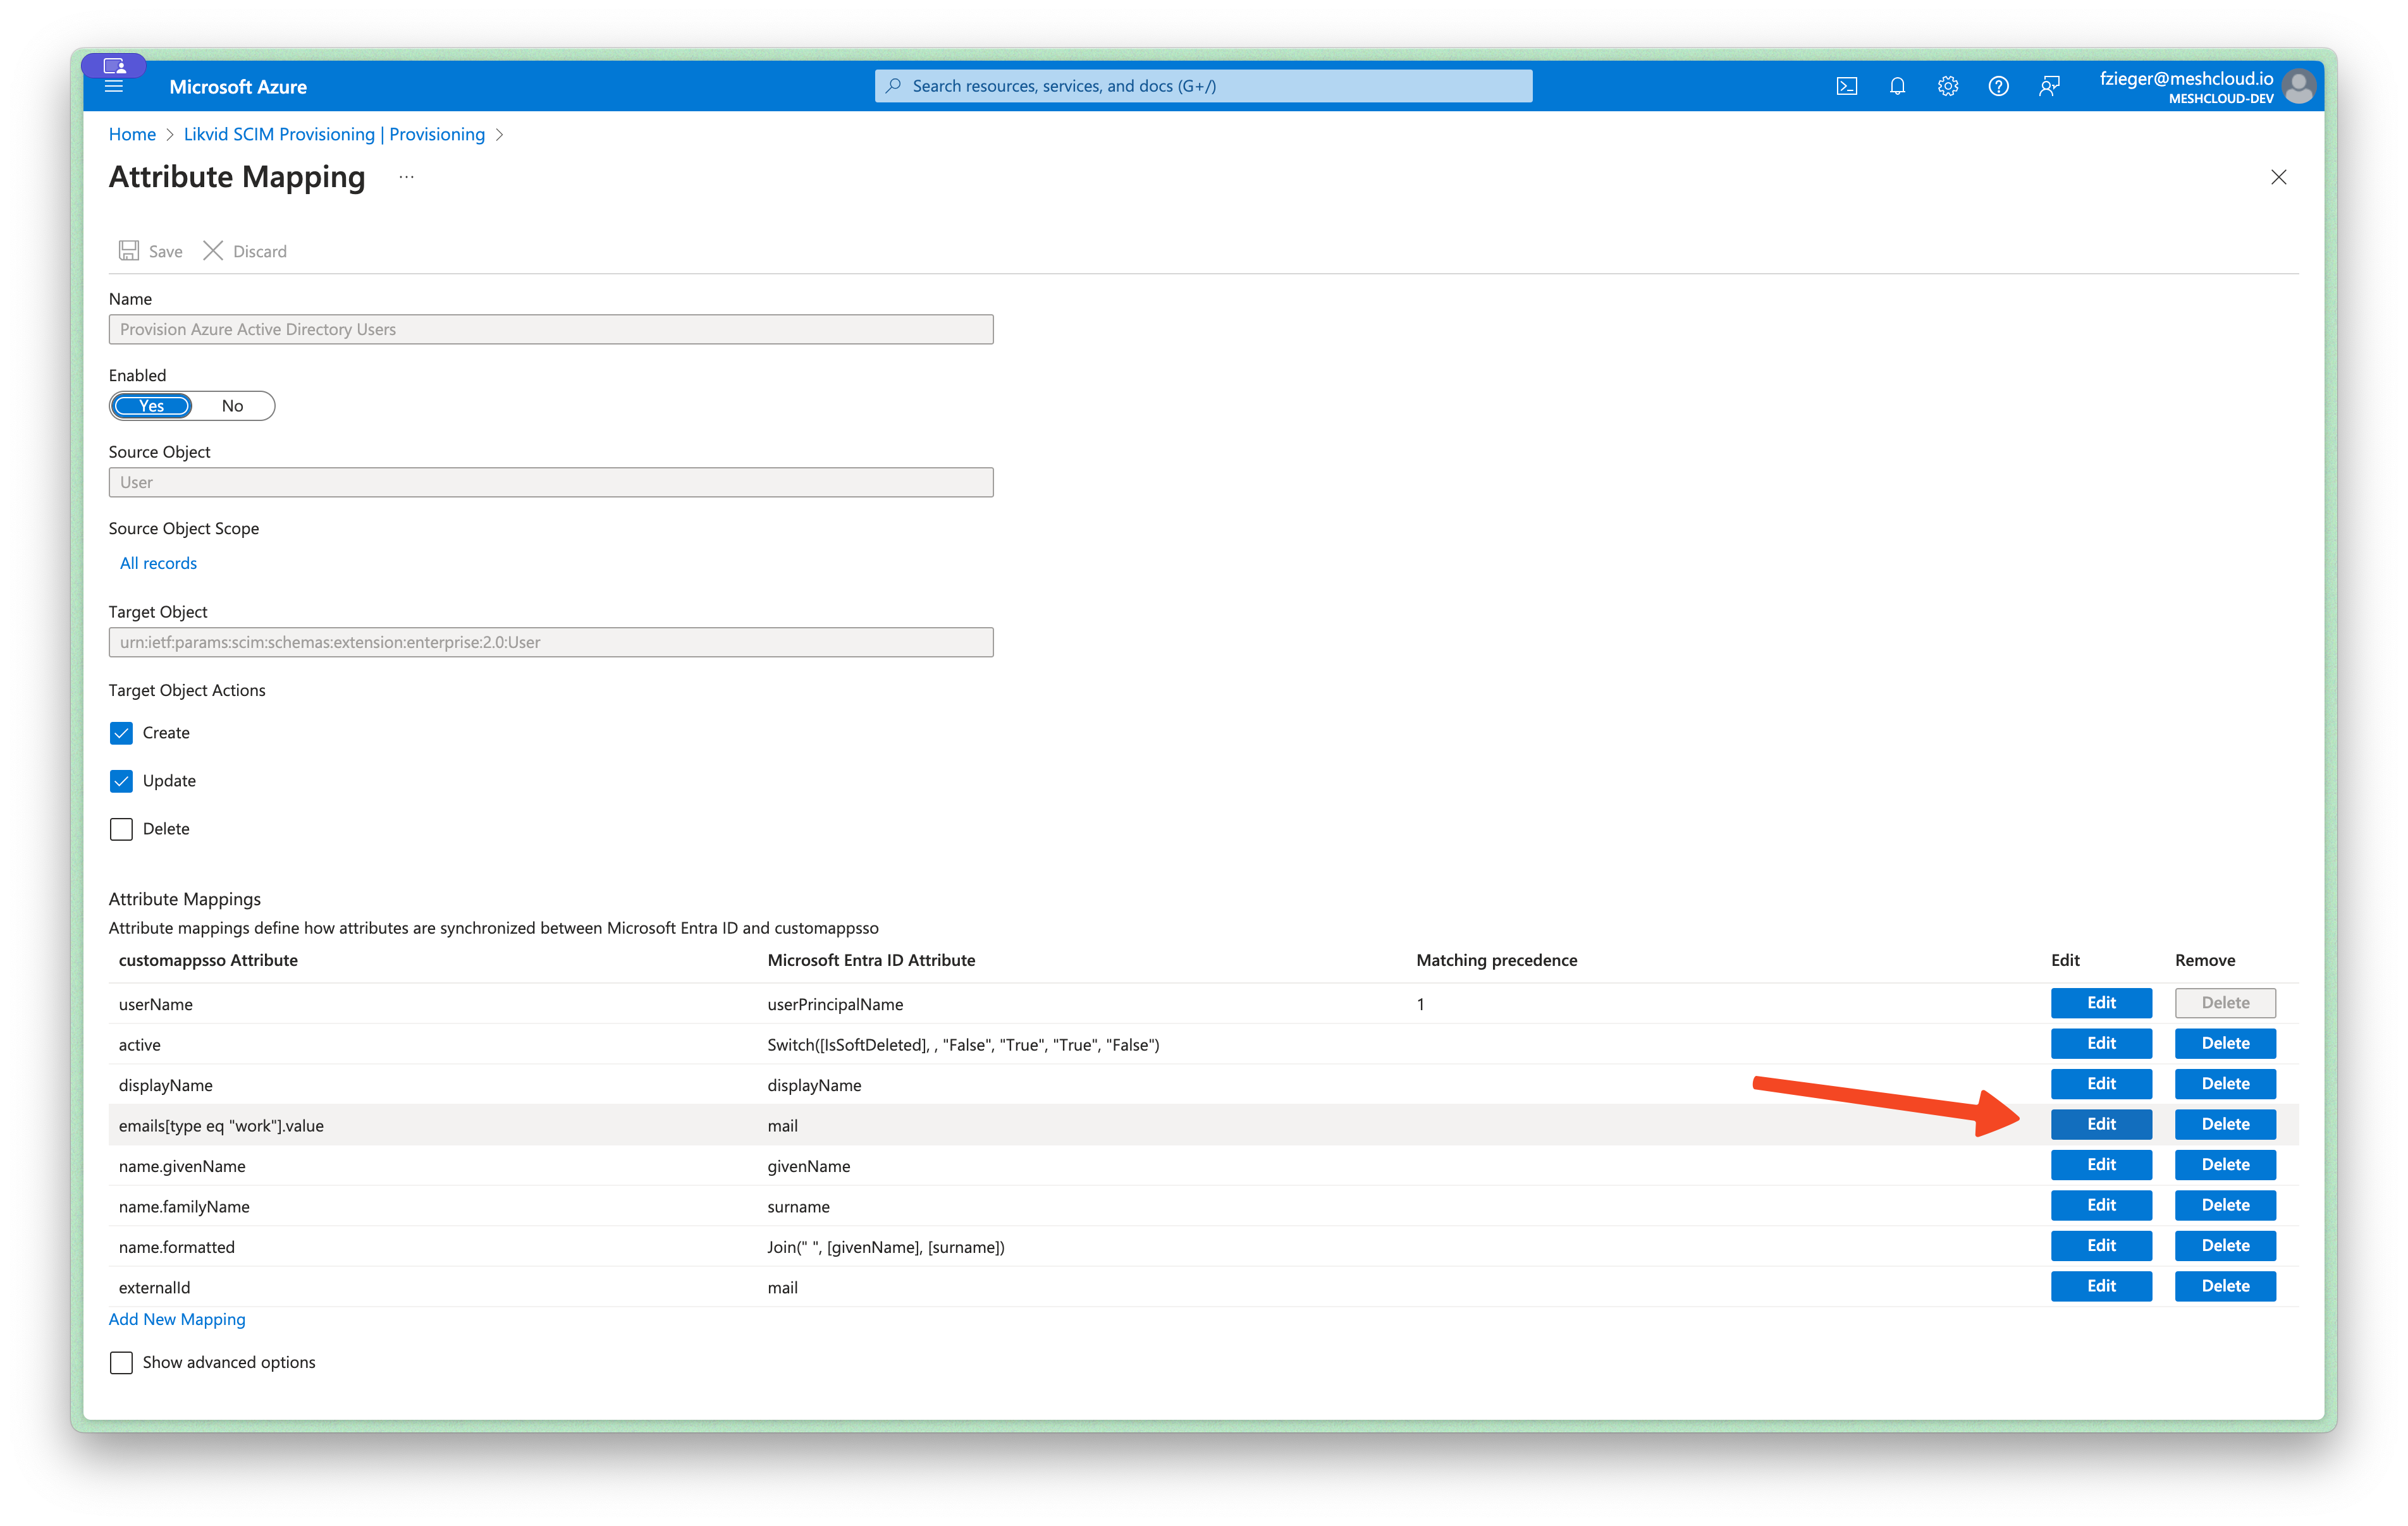 Microsoft Azure
Search resources, services, and docs (G+/)
fzieger@meshcloud.io
MESHCLOUD-DEV
Home > Likvid SCIM Provisioning | Provisioning >
Attribute Mapping ...
Save Discard
Name
Provision Azure Active Directory Users
Enabled
Yes No
Source Object
User
Source Object Scope
All records
Target Object
urn:ietf:params:scim:schemas:extension:enterprise:2.0:User
Target Object Actions
Create
Update
Delete
Attribute Mappings
Attribute mappings define how attributes are synchronized between Microsoft Entra ID and customappsso
customappsso Attribute Microsoft Entra ID Attribute Matching precedence Edit Remove
userName userPrincipalName 1 Edit Delete
active Switch([IsSoftDeleted], , "False", "True", "True", "False") Edit Delete
displayName displayName Edit Delete
emails[type eq "work"].value mail Edit Delete
name.givenName givenName Edit Delete
name.familyName surname Edit Delete
name.formatted Join(" ", [givenName], [surname]) Edit Delete
externalId mail Edit Delete
Add New Mapping
Show advanced options